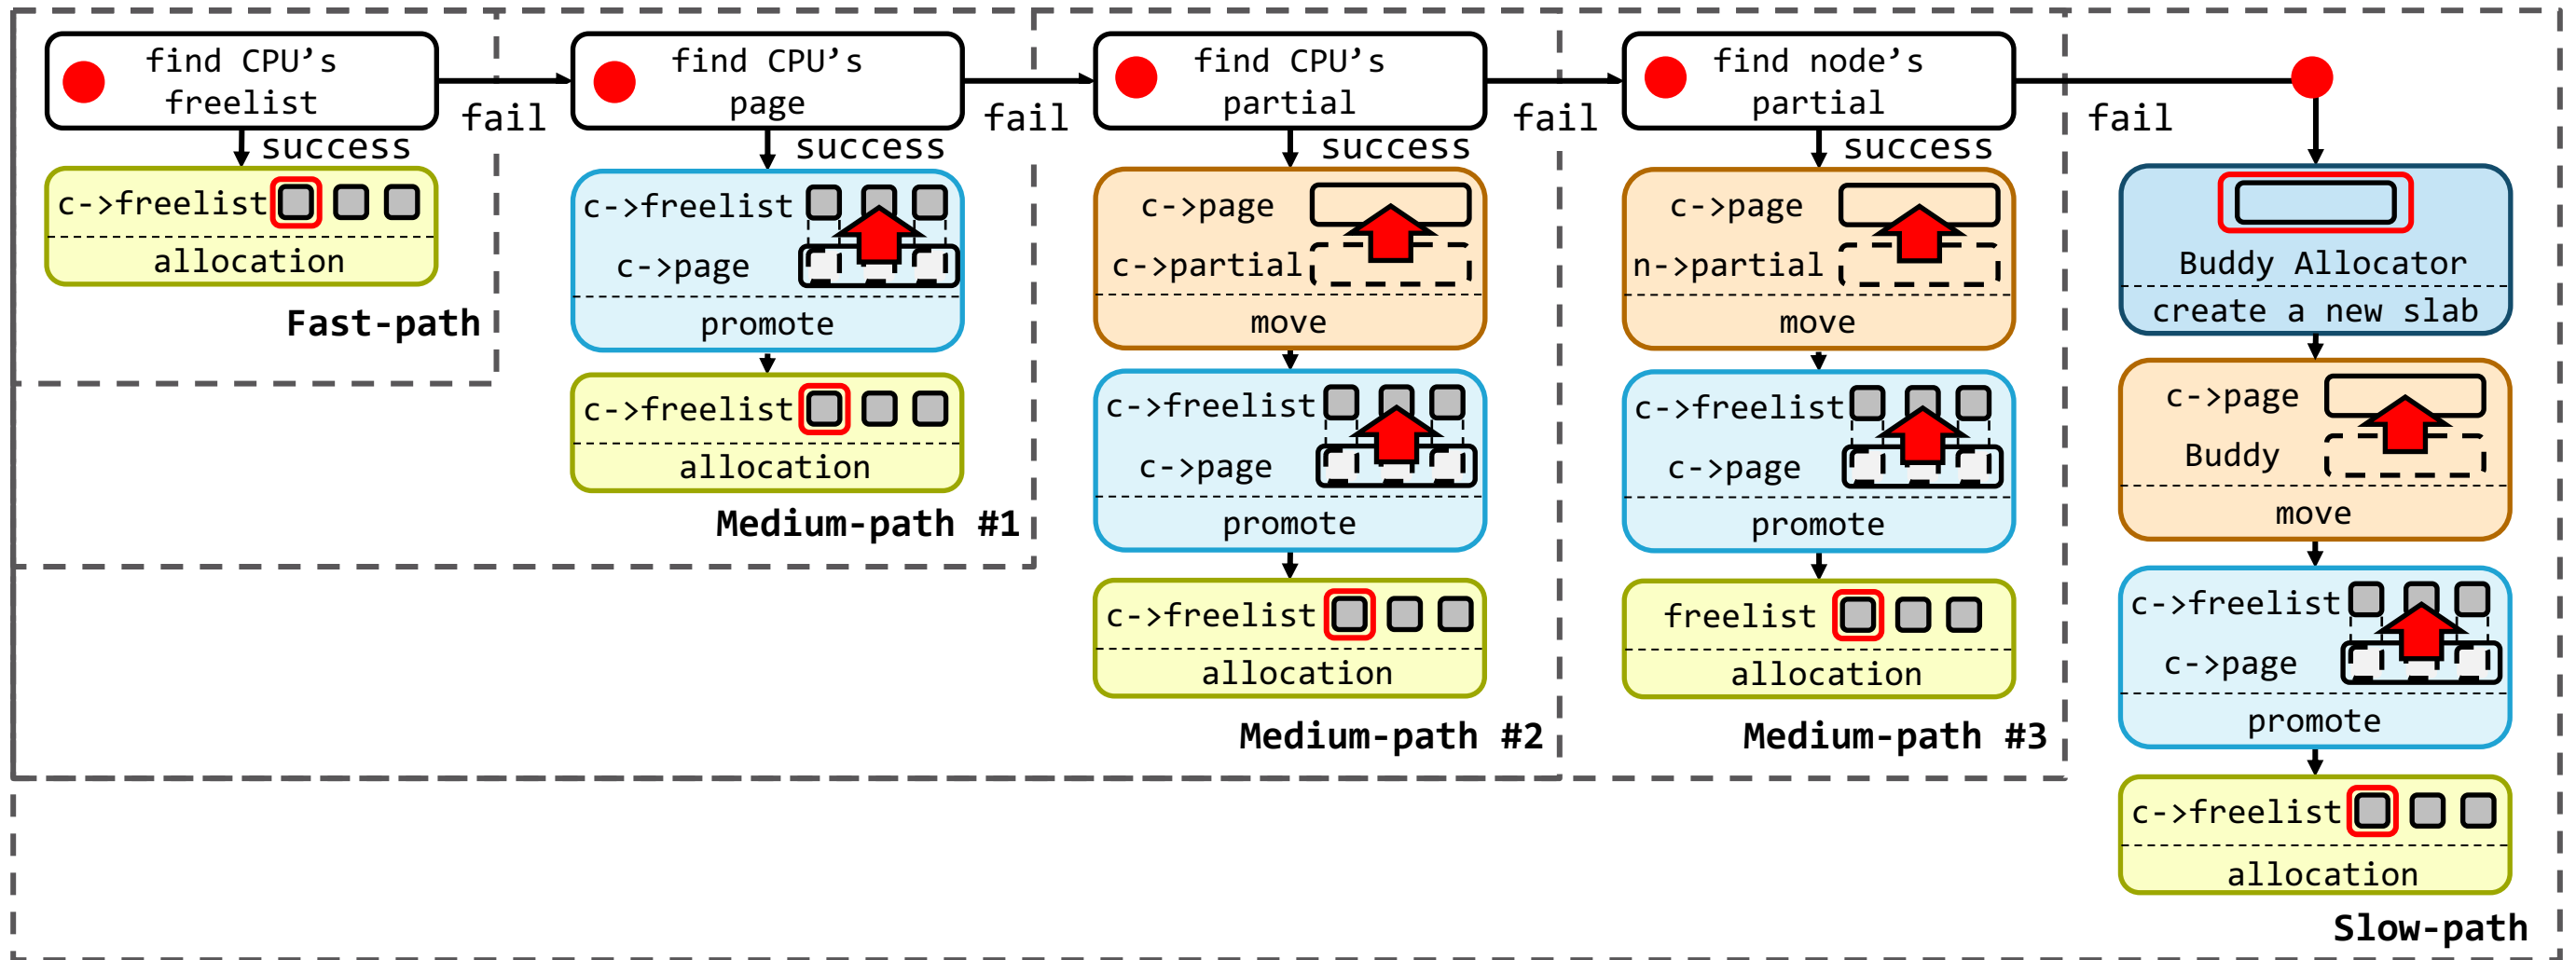 find CPU’s
freelist
fail
success
c->freelist
allocation
Fast-path
find CPU’s
page
fail
success
c->freelist
c->page
promote
c->freelist
allocation
Medium-path #1
find CPU’s
partial
fail
success
c->page
c->partial
move
c->freelist
c->page
promote
c->freelist
allocation
Medium-path #2
find node’s
partial
fail
success
c->page
n->partial
move
c->freelist
c->page
promote
freelist
allocation
Medium-path #3
Buddy Allocator
create a new slab
c->page
Buddy
move
c->freelist
c->page
promote
c->freelist
allocation
Slow-path